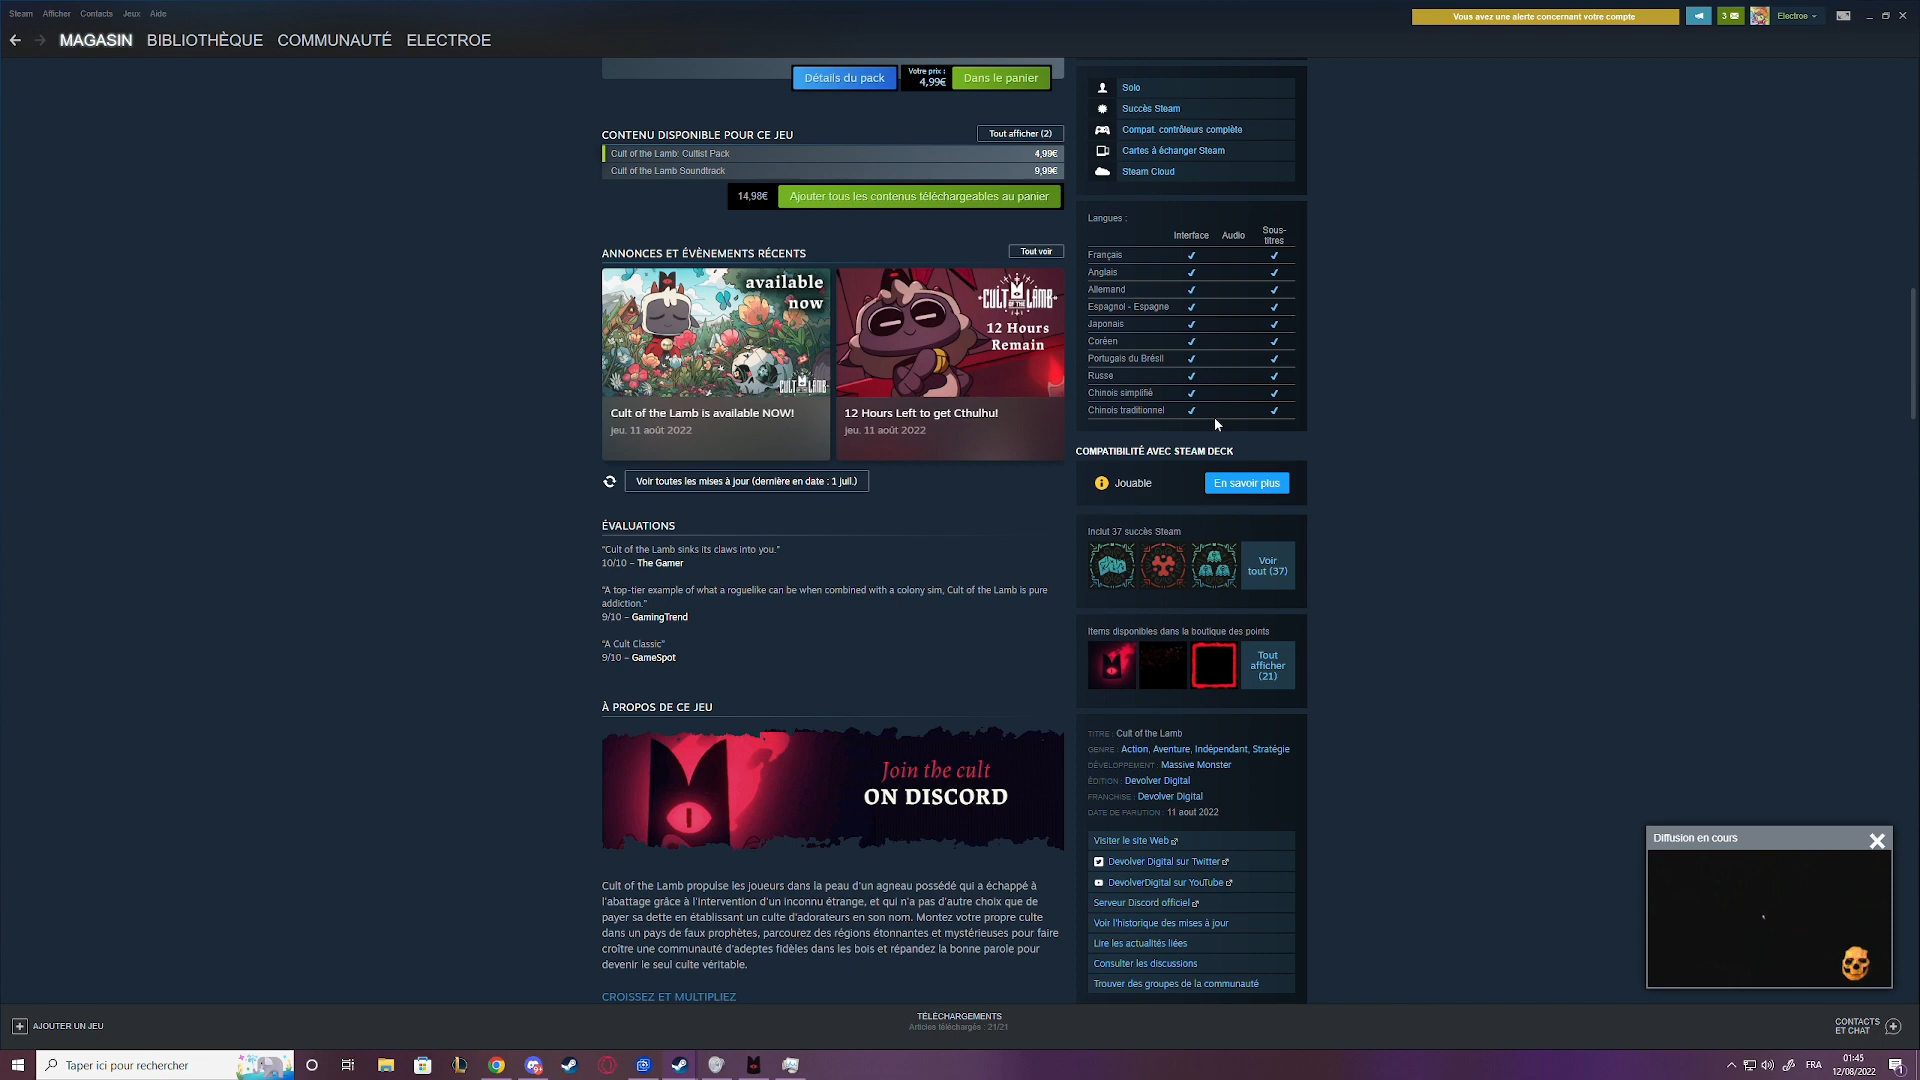 Steam Afficher Contacts Jeux Aide
Vous avez une alerte concernant votre compte
3
Electroe
MAGASIN BIBLIOTHÈQUE COMMUNAUTÉ ELECTROE
Détails du pack
Votre prix :
4,99€
Dans le panier
CONTENU DISPONIBLE POUR CE JEU
Tout afficher (2)
Cult of the Lamb: Cultist Pack 4,99€
Cult of the Lamb Soundtrack 9,99€
14,98€ Ajouter tous les contenus téléchargeables au panier
ANNONCES ET ÉVÈNEMENTS RÉCENTS
Tout voir
available
now
CULT OF THE LAMB
Cult of the Lamb is available NOW!
jeu. 11 août 2022
CULT OF THE LAMB
12 Hours
Remain
12 Hours Left to get Cthulhu!
jeu. 11 août 2022
Voir toutes les mises à jour (dernière en date : 1 juil.)
ÉVALUATIONS
“Cult of the Lamb sinks its claws into you.”
10/10 – The Gamer
“A top-tier example of what a roguelike can be when combined with a colony sim, Cult of the Lamb is pure
addiction.”
9/10 – GamingTrend
“A Cult Classic”
9/10 – GameSpot
À PROPOS DE CE JEU
Join the cult
ON DISCORD
Cult of the Lamb propulse les joueurs dans la peau d'un agneau possédé qui a échappé à
l'abattage grâce à l'intervention d'un inconnu étrange, et qui n'a pas d'autre choix que de
payer sa dette en établissant un culte d'adorateurs en son nom. Montez votre propre culte
dans un pays de faux prophètes, parcourez des régions étonnantes et mystérieuses pour faire
croître une communauté d'adeptes fidèles dans les bois et répandez la bonne parole pour
devenir le seul culte véritable.
CROISSEZ ET MULTIPLIEZ
Solo
Succès Steam
Compat. contrôleurs complète
Cartes à échanger Steam
Steam Cloud
Langues :
Interface Audio Sous-
titres
Français ✔ ✔
Anglais ✔ ✔
Allemand ✔ ✔
Espagnol - Espagne ✔ ✔
Japonais ✔ ✔
Coréen ✔ ✔
Portugais du Brésil ✔ ✔
Russe ✔ ✔
Chinois simplifié ✔ ✔
Chinois traditionnel ✔ ✔
COMPATIBILITÉ AVEC STEAM DECK
Jouable
En savoir plus
Inclut 37 succès Steam
Voir
tout (37)
Items disponibles dans la boutique des points
Tout
afficher
(21)
TITRE : Cult of the Lamb
GENRE : Action, Aventure, Indépendant, Stratégie
DÉVELOPPEMENT : Massive Monster
ÉDITION : Devolver Digital
FRANCHISE : Devolver Digital
DATE DE PARUTION : 11 aout 2022
Visiter le site Web
Devolver Digital sur Twitter
DevolverDigital sur YouTube
Serveur Discord officiel
Voir l'historique des mises à jour
Lire les actualités liées
Consulter les discussions
Trouver des groupes de la communauté
Diffusion en cours
AJOUTER UN JEU
TÉLÉCHARGEMENTS
Articles téléchargés : 21/21
CONTACTS
ET CHAT
Taper ici pour rechercher
9+
FRA
01:45
12/08/2022
1